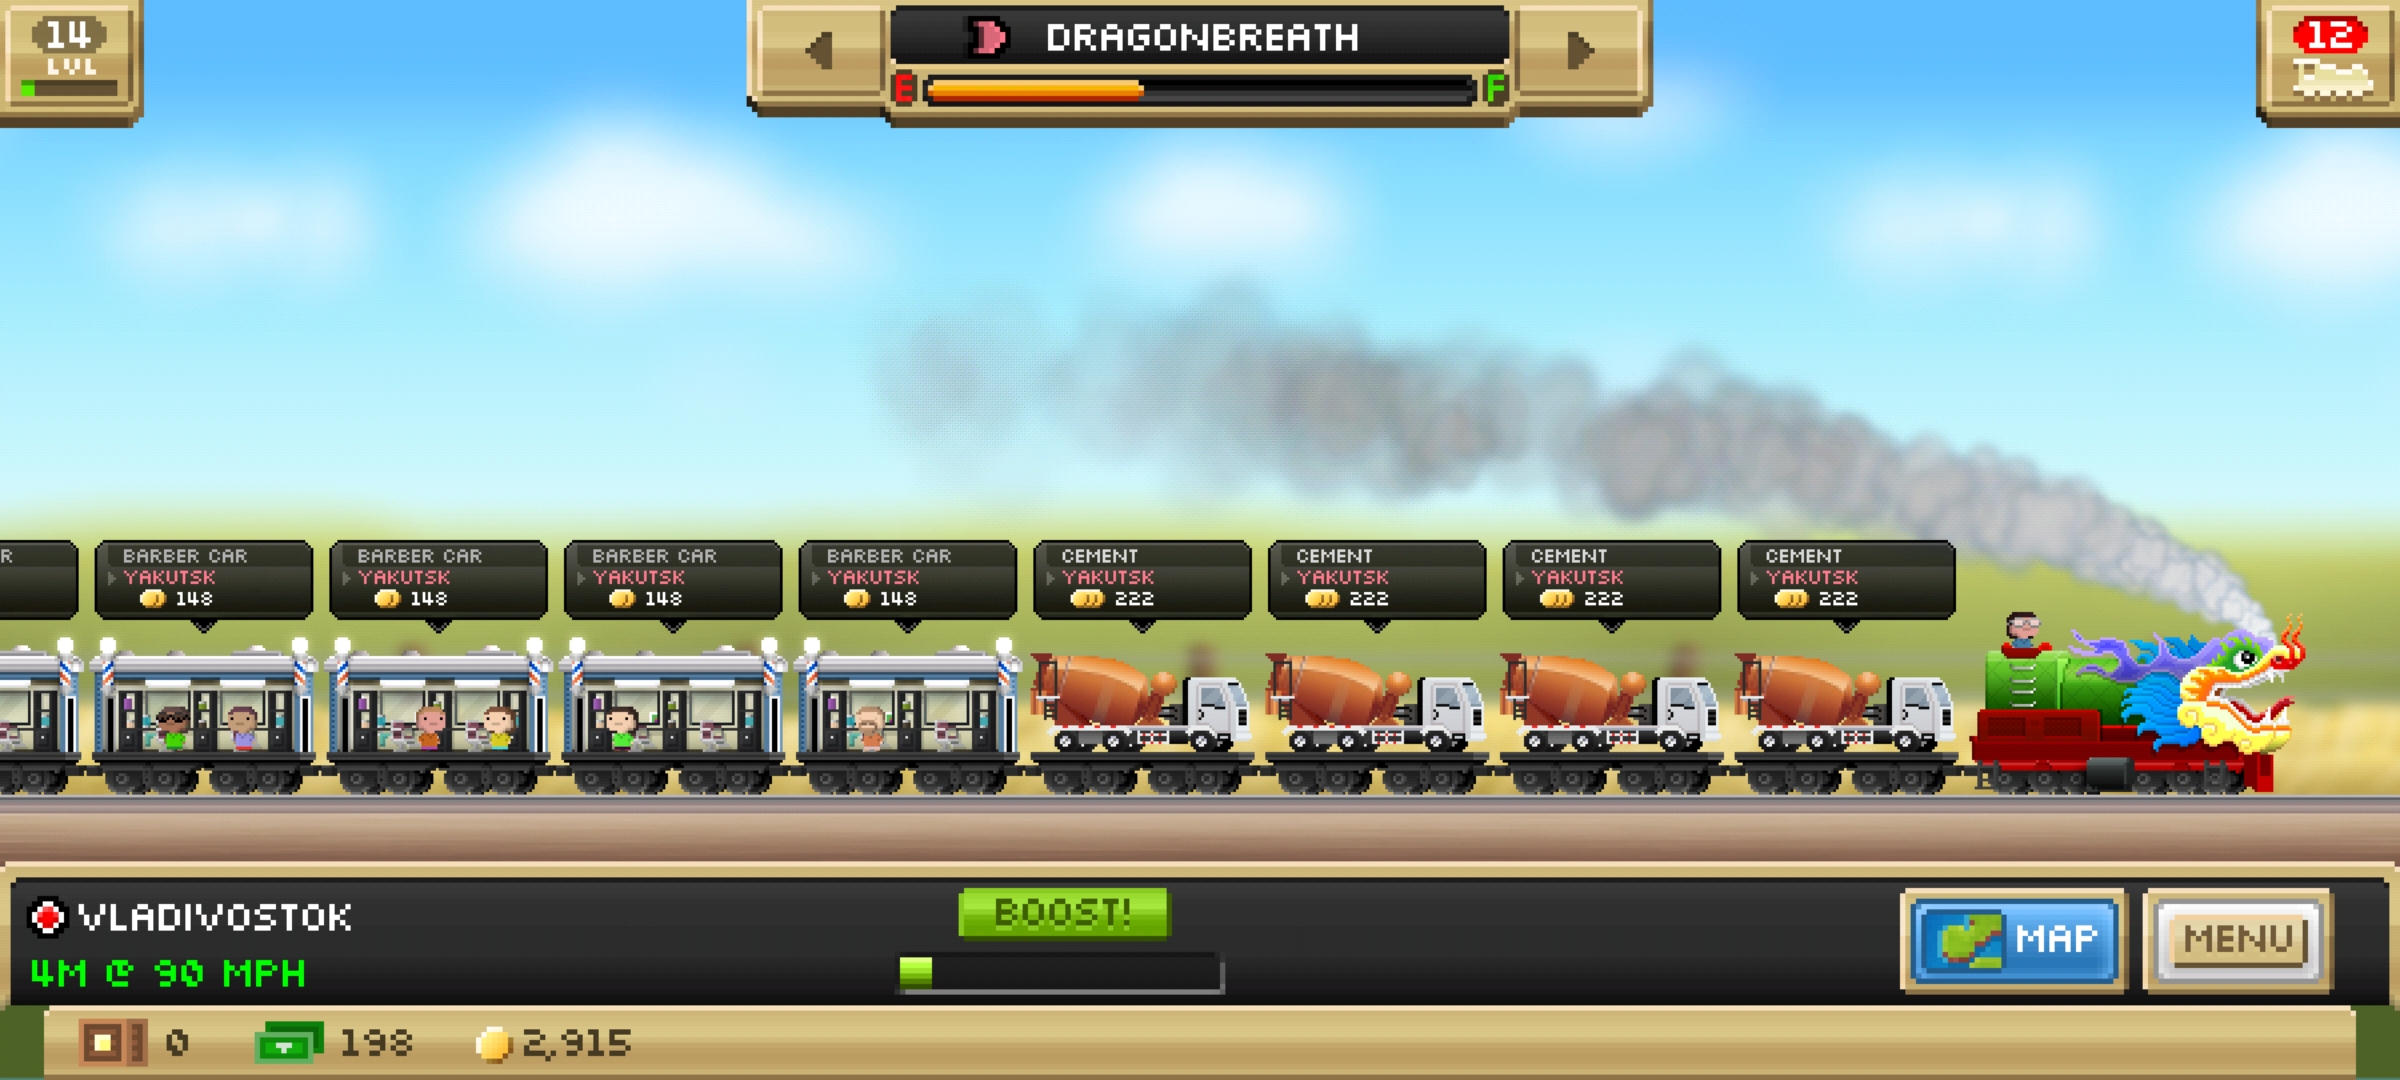 14
LVL
DRAGONBREATH
E
F
12
R
BARBER CAR
YAKUTSK
148
BARBER CAR
YAKUTSK
148
BARBER CAR
YAKUTSK
148
BARBER CAR
YAKUTSK
148
CEMENT
YAKUTSK
222
CEMENT
YAKUTSK
222
CEMENT
YAKUTSK
222
CEMENT
YAKUTSK
222
VLADIVOSTOK
4M @ 90 MPH
BOOST!
MAP
MENU
0
198
2,915